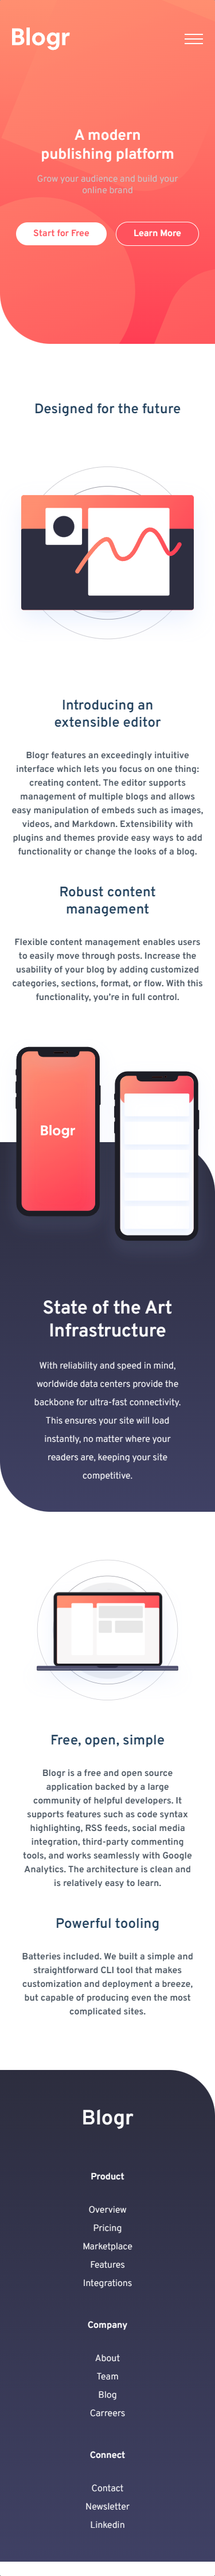 Blogr
A modern
publishing platform
Grow your audience and build your
online brand
Start for Free
Learn More
Designed for the future
Introducing an
extensible editor
Blogr features an exceedingly intuitive
interface which lets you focus on one thing:
creating content. The editor supports
management of multiple blogs and allows
easy manipulation of embeds such as images,
videos, and Markdown. Extensibility with
plugins and themes provide easy ways to add
functionality or change the looks of a blog.
Robust content
management
Flexible content management enables users
to easily move through posts. Increase the
usability of your blog by adding customized
categories, sections, format, or flow. With this
functionality, you're in full control.
Blogr
State of the Art
Infrastructure
With reliability and speed in mind,
worldwide data centers provide the
backbone for ultra-fast connectivity.
This ensures your site will load
instantly, no matter where your
readers are, keeping your site
competitive.
Free, open, simple
Blogr is a free and open source
application backed by a large
community of helpful developers. It
supports features such as code syntax
highlighting, RSS feeds, social media
integration, third-party commenting
tools, and works seamlessly with Google
Analytics. The architecture is clean and
is relatively easy to learn.
Powerful tooling
Batteries included. We built a simple and
straightforward CLI tool that makes
customization and deployment a breeze,
but capable of producing even the most
complicated sites.
Blogr
Product
Overview
Pricing
Marketplace
Features
Integrations
Company
About
Team
Blog
Carreers
Connect
Contact
Newsletter
Linkedin